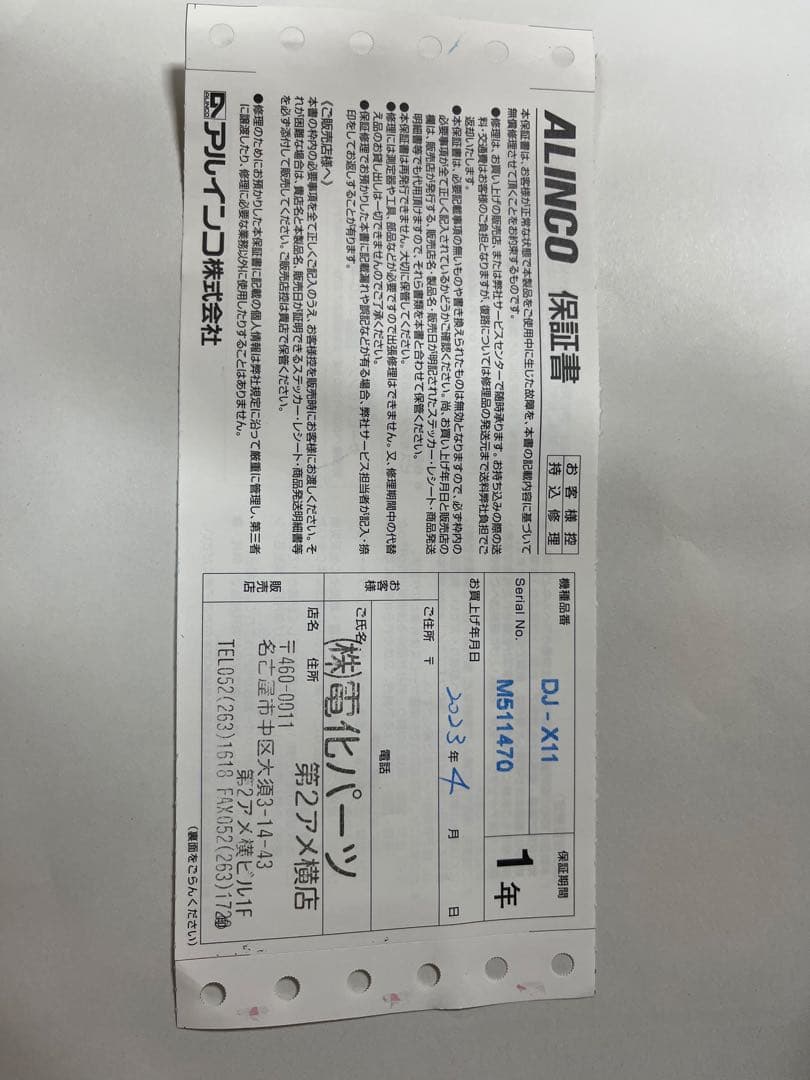 ALINCO 保証書
お客様控
持込修理
本保証書は、お客様が正常な状態で本製品をご使用中に生じた故障を、本書の記載内容に基づいて
無償修理させて頂くことをお約束するものです。
●修理は、お買い上げの販売店、または弊社サービスセンターで随時承ります。お持ち込みの際の送
料・交通費はお客様のご負担となりますが、復路については修理品の発送元まで送料弊社負担でご
返却いたします。
●本保証書は、必要記載事項の無いものや書き換えられたものは無効となりますので、必ず枠内の
必要事項が全て正しく記入されているかどうかご確認ください。尚、お買い上げ年月日と販売店の
欄は、販売店が発行する、販売店名・製品名・販売日が明記されたステッカー・レシート・商品発送
明細書等でも代用頂けますので、それら書類を本書と合わせて保管ください。
●本保証書は再発行できません。大切に保管してください。
●修理には測定器や工具、部品などが必要ですので出張修理はできません。又、修理期間中の代替
え品のお貸し出しは一切できませんのでご了承ください。
●保証修理でお預かりした本書に記載漏れや誤記などが有る場合、弊社サービス担当者が記入・捺
印をしてお返しすることが有ります。
《ご販売店様へ》
本書の枠内の必要事項を全て正しくご記入のうえ、お客様控を販売時にお客様にお渡しください。そ
れが困難な場合は、貴店名と本製品名、販売日が証明できるステッカー・レシート・商品発送明細書等
を必ず添付して販売してください。ご販売店控は貴店で保管ください。
●修理のためにお預かりした本保証書に記載の個人情報は弊社規定に沿って厳重に管理し、第三者
に譲渡したり、修理に必要な業務以外に使用したりすることはありません。
ALINCO アルインコ株式会社
機種品番 DJ-X11
保証期間
Serial No. M511470
1年
お買上げ年月日 2023年 4 月 日
お客様
ご住所 〒
電話
ご氏名
販売店
店名 住所
(株)電化パーツ
第2アメ横店
〒460-0011
名古屋市中区大須3-14-43
第2アメ横ビル1F
TEL052(263)1618 FAX052(263)1720
(裏面をごらんください)